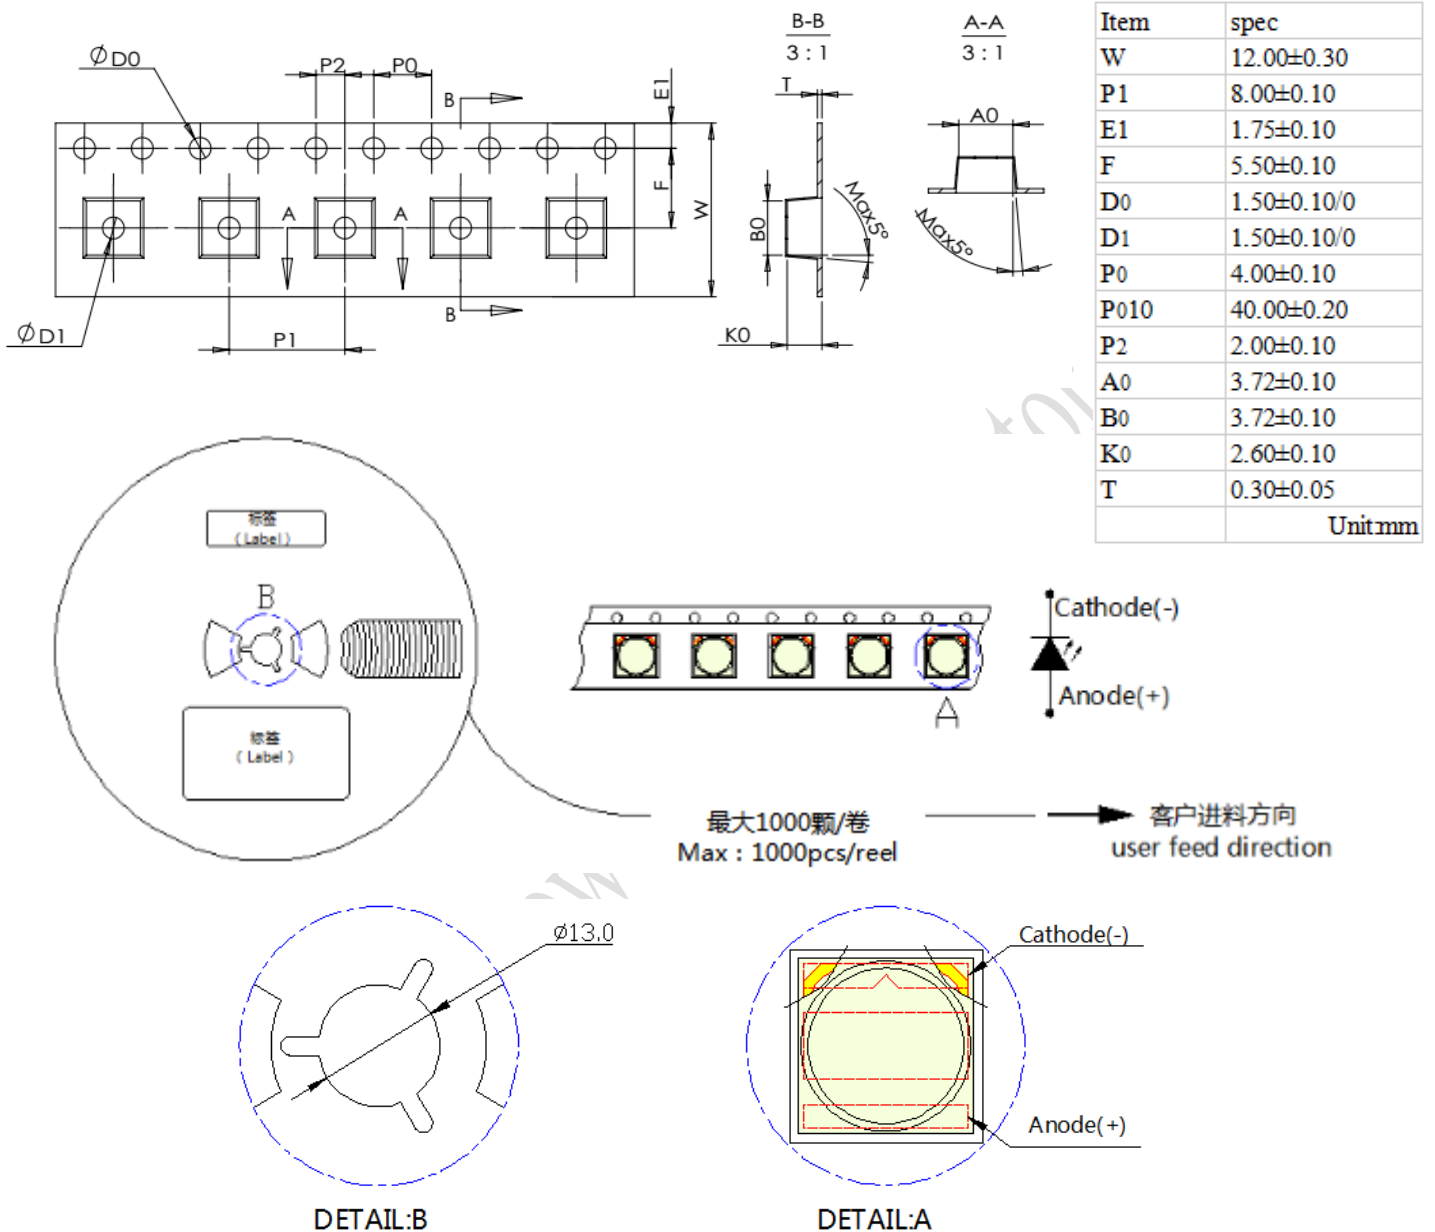 B-B
3 : 1
A-A
3 : 1
ØD0
P2
P0
E1
B
T
A0
F
W
A
A
B0
Max5°
Max5°
B
ØD1
P1
K0
Item spec
W 12.00±0.30
P1 8.00±0.10
E1 1.75±0.10
F 5.50±0.10
D0 1.50±0.10/0
D1 1.50±0.10/0
P0 4.00±0.10
P010 40.00±0.20
P2 2.00±0.10
A0 3.72±0.10
B0 3.72±0.10
K0 2.60±0.10
T 0.30±0.05
Unit:mm
标签
(Label)
B
标签
(Label)
A
Cathode(-)
Anode(+)
最大1000颗/卷
Max : 1000pcs/reel
客户进料方向
user feed direction
ø13.0
Cathode(-)
Anode(+)
DETAIL:B
DETAIL:A